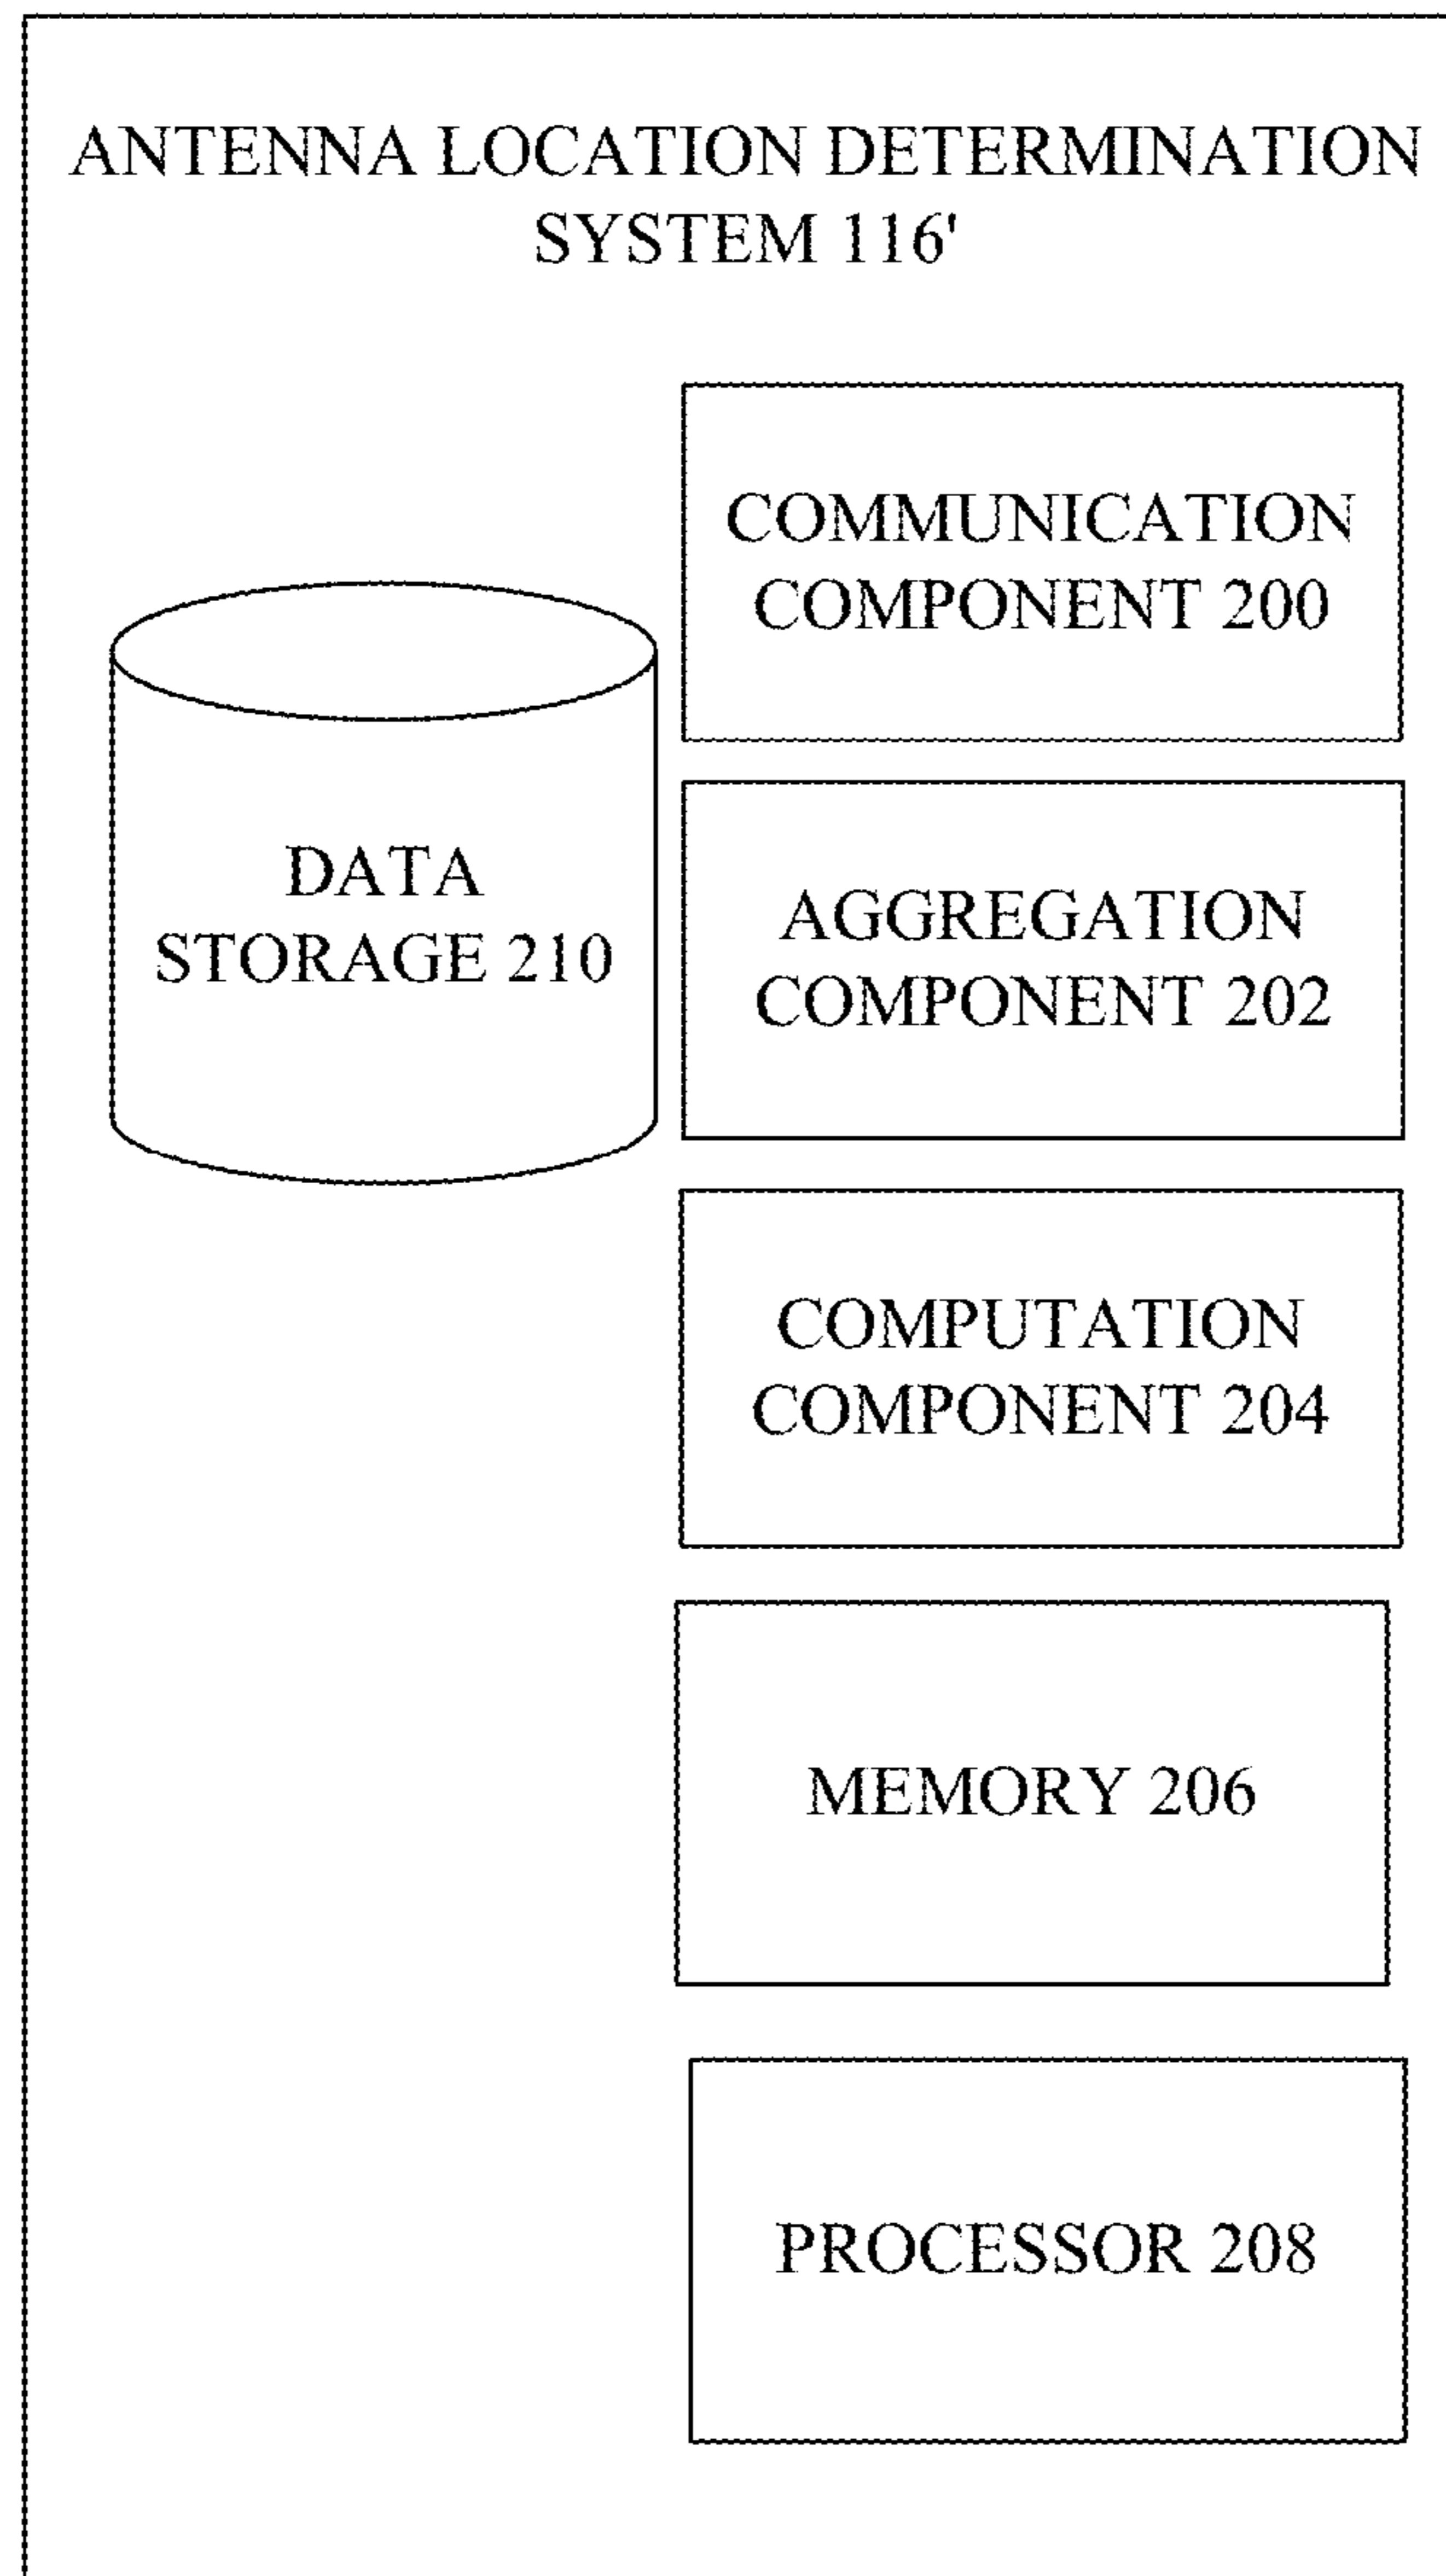 ANTENNA LOCATION DETERMINATION
SYSTEM 116'
COMMUNICATION
COMPONENT 200
DATA
STORAGE 210
AGGREGATION
COMPONENT 202
COMPUTATION
COMPONENT 204
MEMORY 206
PROCESSOR 208